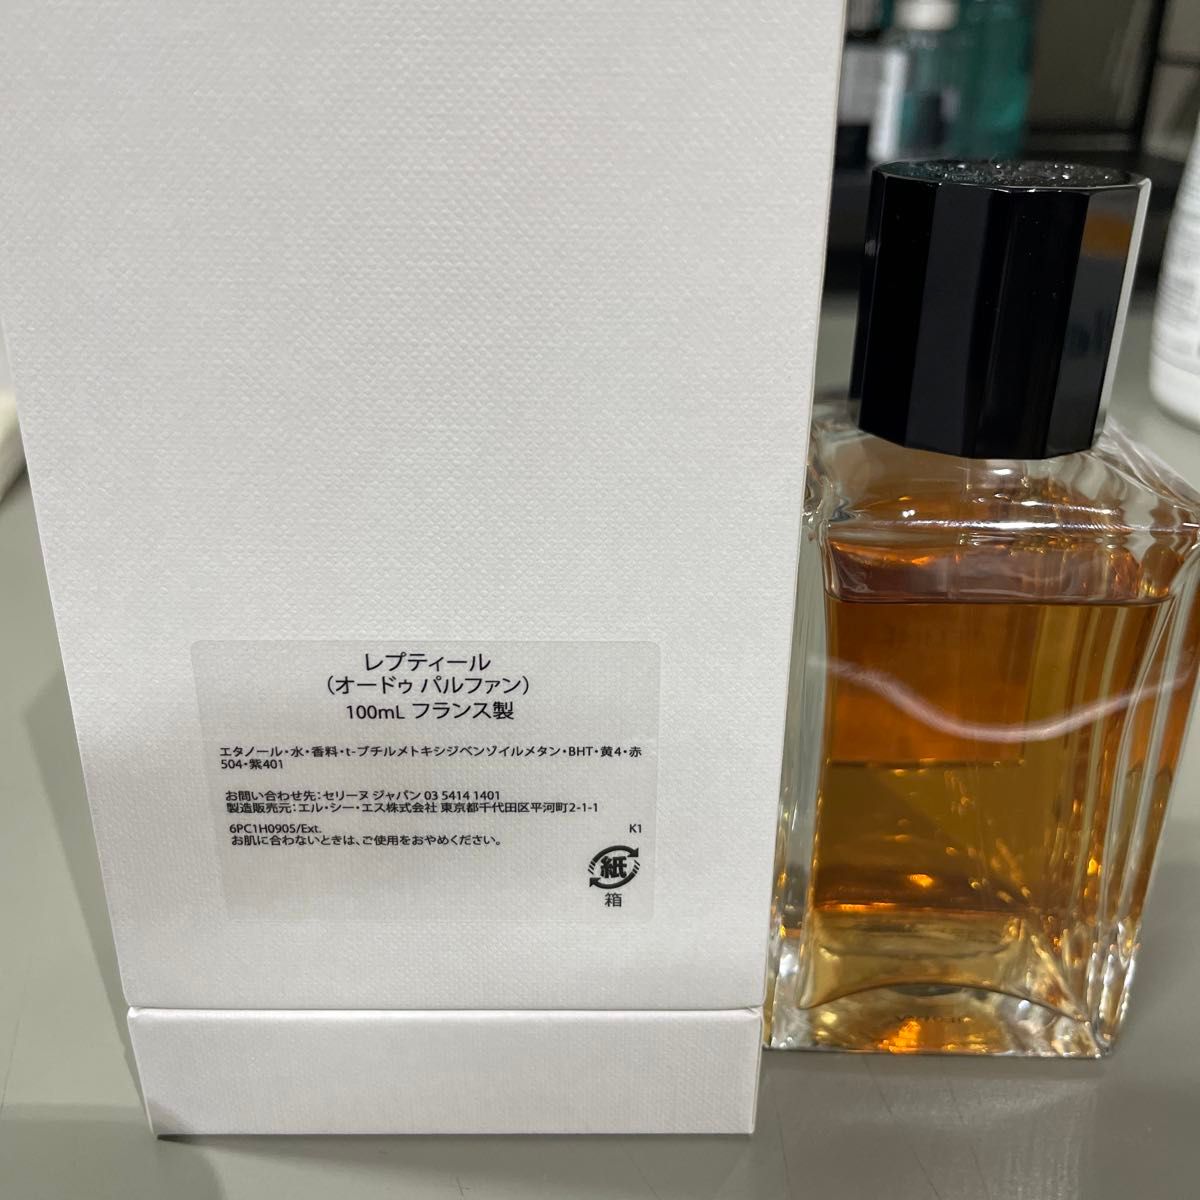 レプティール
（オードゥ パルファン）
100mL フランス製
エタノール・水・香料・t-ブチルメトキシジベンゾイルメタン・BHT・黄4・赤
504・紫401
お問い合わせ先：セリーヌ ジャパン 03 5414 1401
製造販売元：エル・シー・エス株式会社 東京都千代田区平河町2-1-1
6PC1H0905/Ext. K1
お肌に合わないときは、ご使用をおやめください。
紙
箱